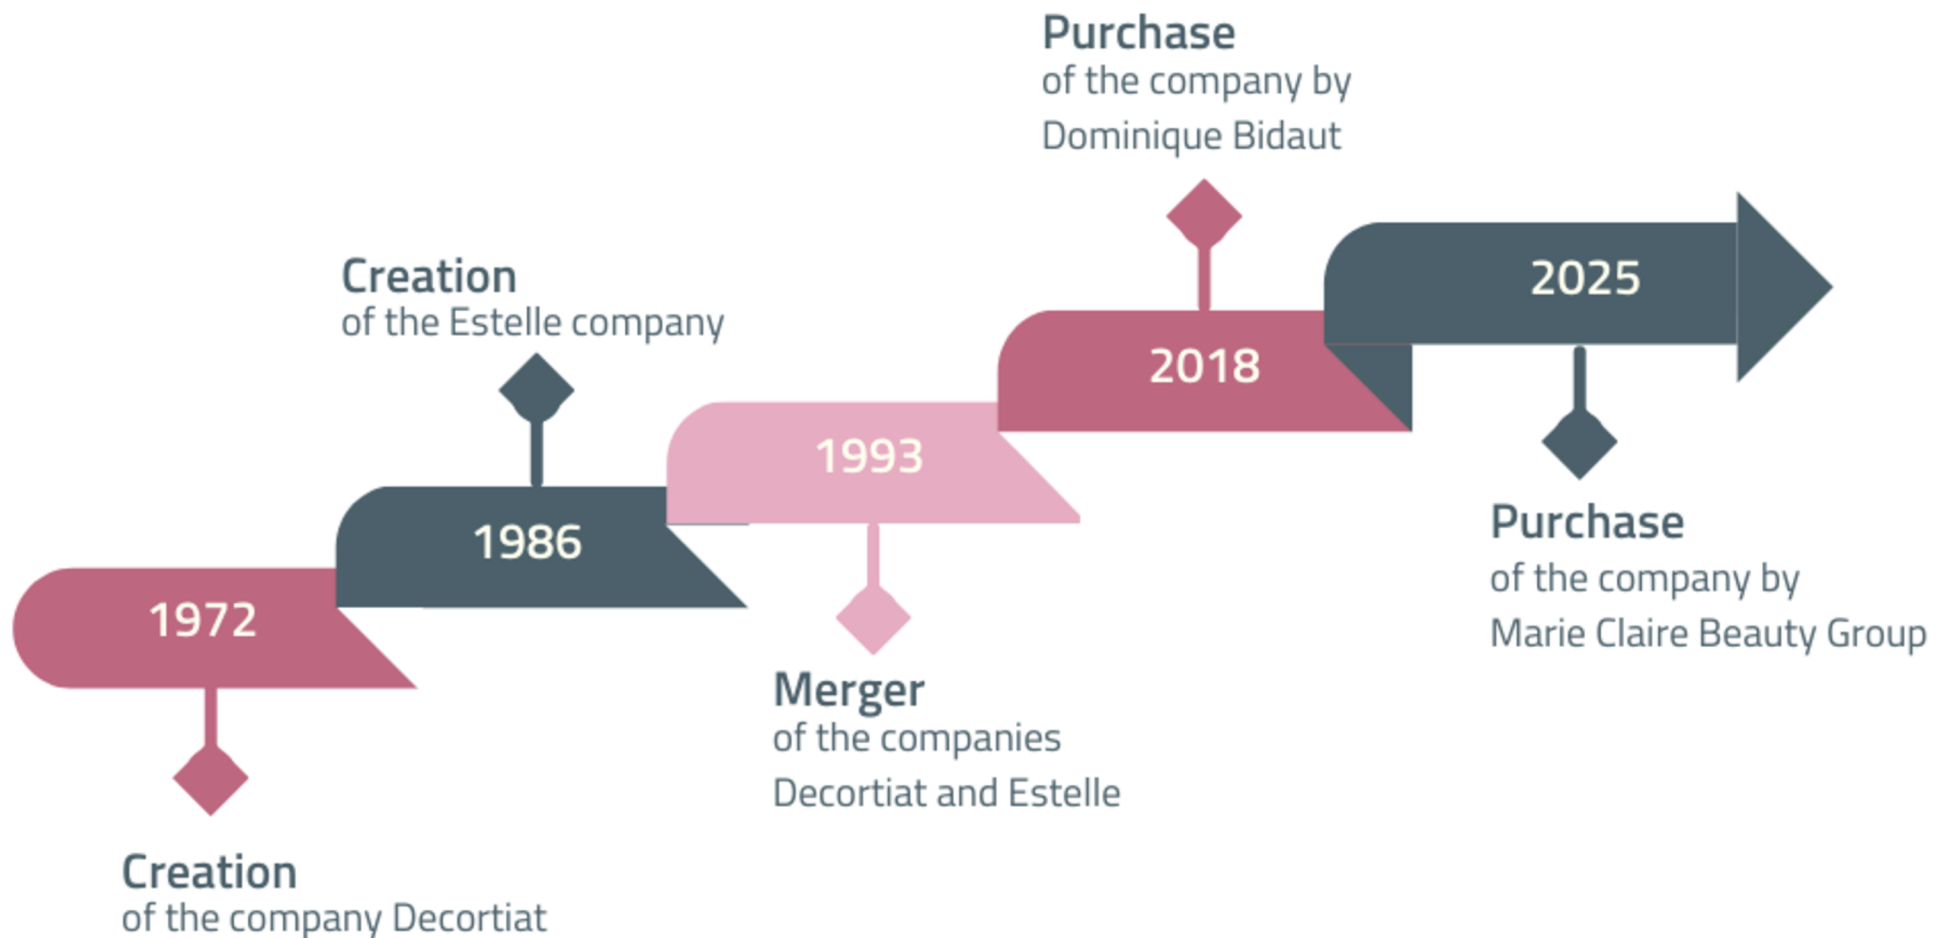 1972
Creation
of the company Decortiat
1986
Creation
of the Estelle company
1993
Merger
of the companies
Decortiat and Estelle
2018
Purchase
of the company by
Dominique Bidaut
2025
Purchase
of the company by
Marie Claire Beauty Group